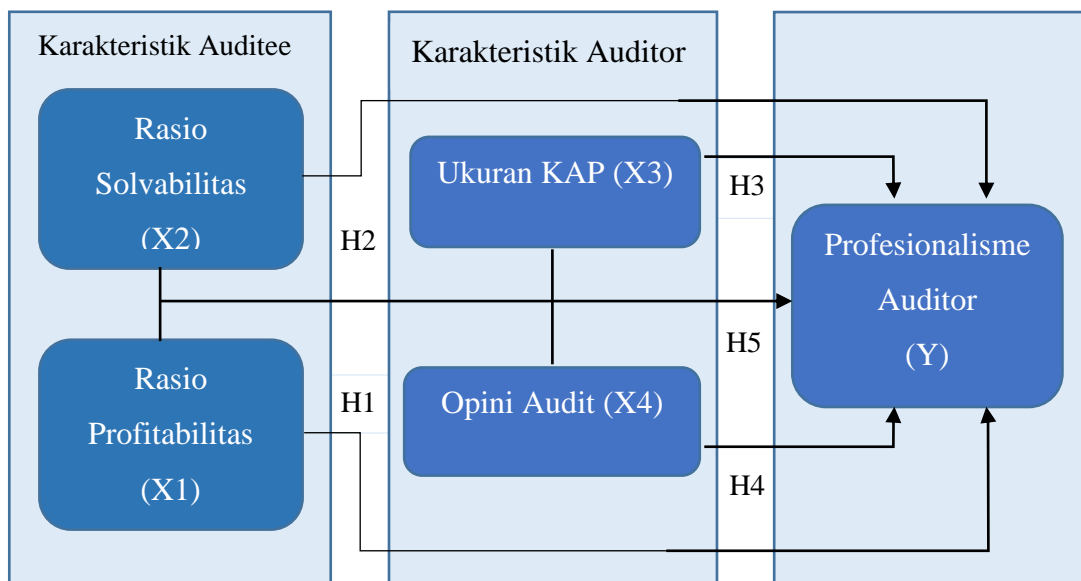 Karakteristik Auditee
Rasio
Solvabilitas
(X2)
Rasio
Profitabilitas
(X1)
H2
H1
Karakteristik Auditor
Ukuran KAP (X3)
Opini Audit (X4)
H3
H5
H4
Profesionalisme
Auditor
(Y)